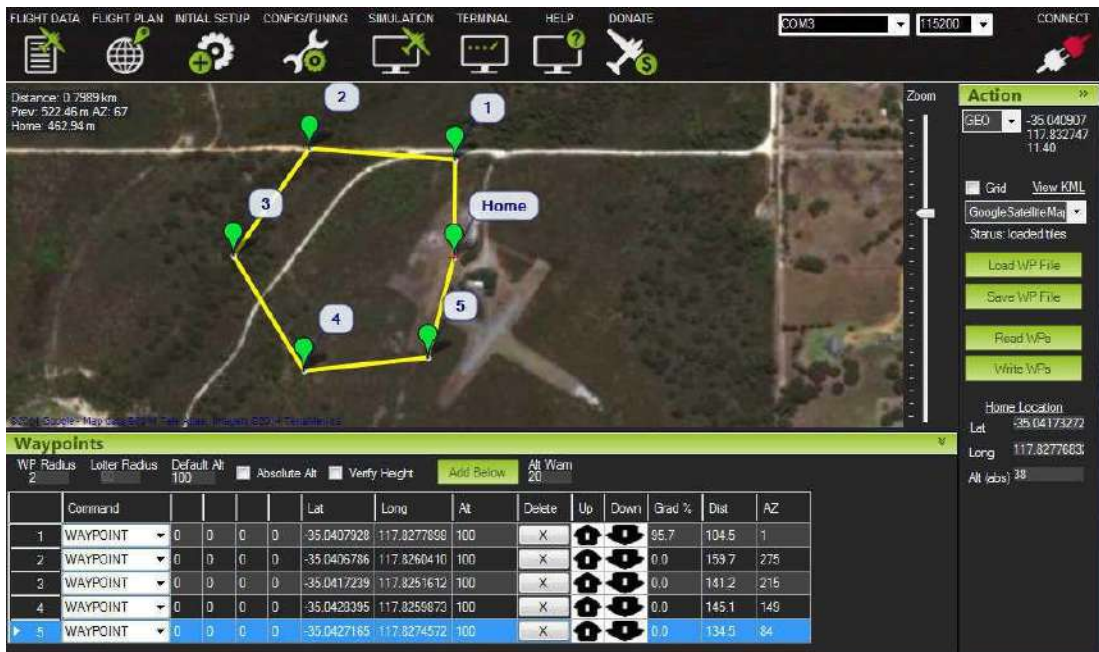 FLIGHT DATA FLIGHT PLAN INITIAL SETUP CONFIG/TUNING SIMULATION TERMINAL HELP DONATE COM3 115200 CONNECT
Distance: 0.7989 km
Prev: 522.46 m AZ: 67
Home: 462.94 m
2
1
3
Home
4
5
Zoom
Action
GEO -35.040907
117.832747
11.40
Grid View KML
GoogleSatelliteMap
Status: loaded tiles
Load WP File
Save WP File
Read WPs
Write WPs
Home Location
Lat -35.04173272
Long 117.8277683
Alt (abs) 38
Waypoints
WP Radius Loiter Radius Default Alt Absolute Alt Verify Height Add Below Alt Warn
2 100 20
Command Lat Long Alt Delete Up Down Grad % Dist AZ
1 WAYPOINT 0 0 0 0 -35.0407928 117.8277898 100 X 95.7 104.5 1
2 WAYPOINT 0 0 0 0 -35.0406786 117.8260410 100 X 0.0 159.7 275
3 WAYPOINT 0 0 0 0 -35.0417239 117.8251612 100 X 0.0 141.2 215
4 WAYPOINT 0 0 0 0 -35.0428395 117.8259873 100 X 0.0 145.1 149
5 WAYPOINT 0 0 0 0 -35.0427165 117.8274572 100 X 0.0 134.5 84